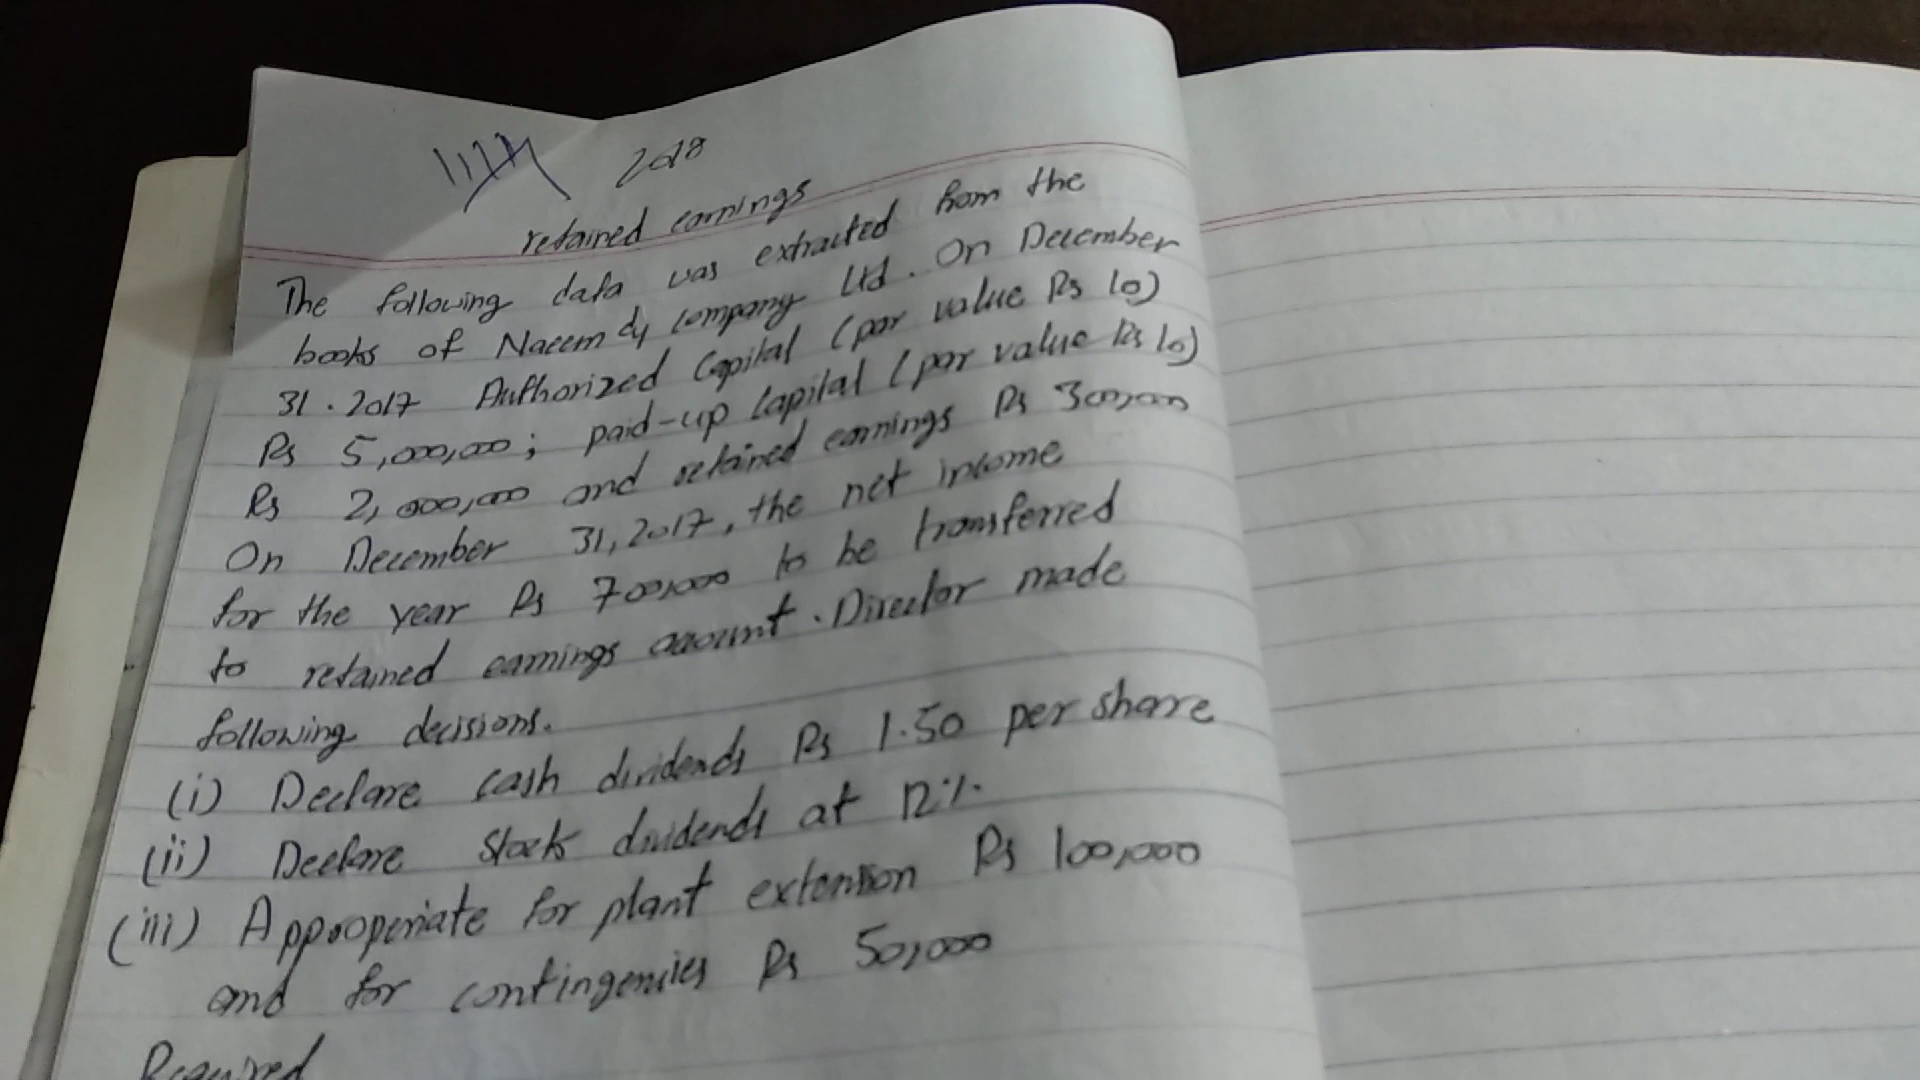 2018
retained earnings
The following data was extracted from the
books of Naeem dy company Ltd. On December
31.2017 Authorized Capital (par value Rs 10)
Rs 5,000,000; paid-up Capital (par value Rs 10)
Rs 2,000,000 and retained earnings Rs 300,000
On December 31, 2017, the net income
for the year Rs 700,000 to be transferred
to retained earnings account. Director made
following decisions.
(i) Declare cash dividends Rs 1.50 per share
(ii) Declare Stock dividends at 12%.
(iii) Appropriate for plant extention Rs 100,000
and for contingencies Rs 50,000
Required